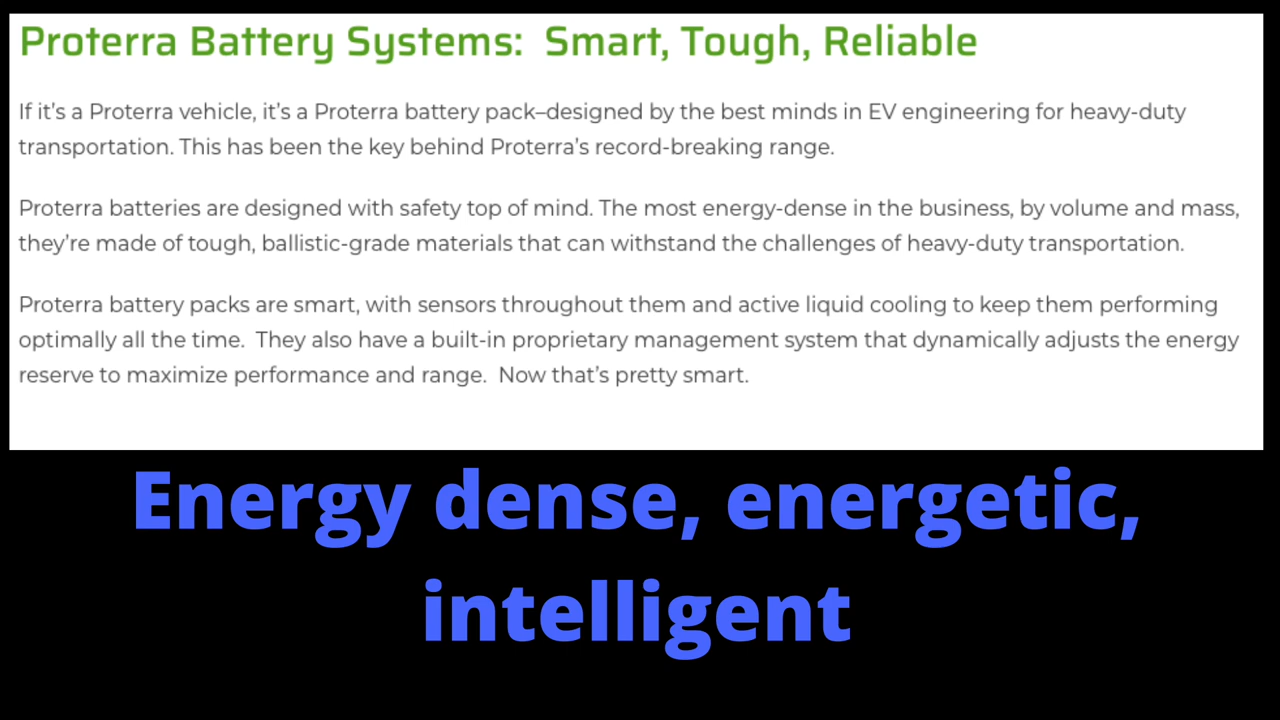 Proterra Battery Systems:  Smart, Tough, Reliable
If it’s a Proterra vehicle, it’s a Proterra battery pack–designed by the best minds in EV engineering for heavy-duty
transportation. This has been the key behind Proterra’s record-breaking range.
Proterra batteries are designed with safety top of mind. The most energy-dense in the business, by volume and mass,
they’re made of tough, ballistic-grade materials that can withstand the challenges of heavy-duty transportation.
Proterra battery packs are smart, with sensors throughout them and active liquid cooling to keep them performing
optimally all the time.  They also have a built-in proprietary management system that dynamically adjusts the energy
reserve to maximize performance and range.  Now that’s pretty smart.
Energy dense, energetic,
intelligent